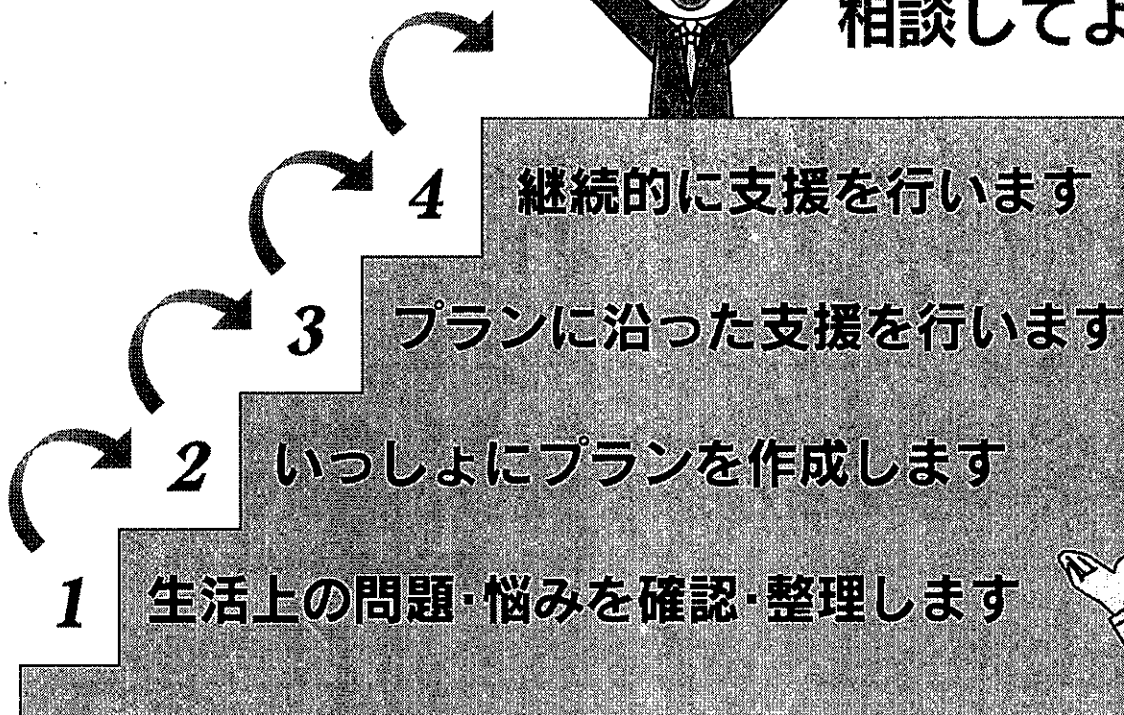 相談してよ
4 継続的に支援を行います
3 プランに沿った支援を行います
2 いっしょにプランを作成します
1 生活上の問題・悩みを確認・整理します